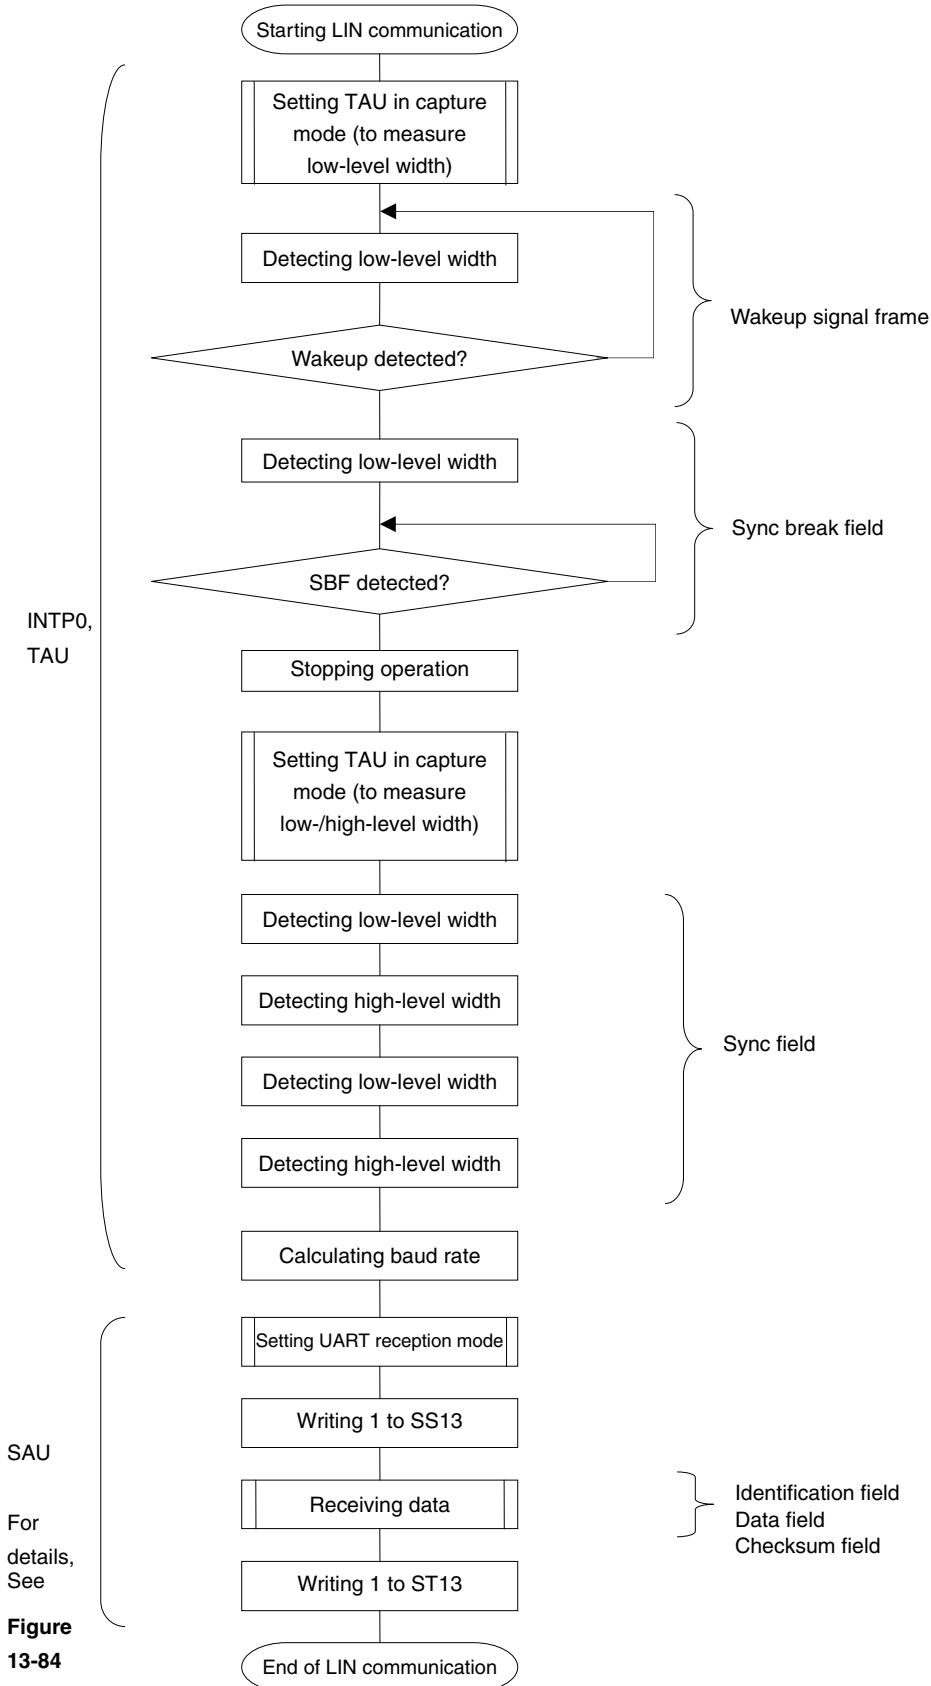 Starting LIN communication
Setting TAU in capture
mode (to measure
low-level width)
Detecting low-level width
Wakeup detected?
Wakeup signal frame
Detecting low-level width
SBF detected?
Sync break field
INTP0,
TAU
Stopping operation
Setting TAU in capture
mode (to measure
low-/high-level width)
Detecting low-level width
Detecting high-level width
Detecting low-level width
Detecting high-level width
Sync field
Calculating baud rate
Setting UART reception mode
Writing 1 to SS13
Receiving data
Writing 1 to ST13
Identification field
Data field
Checksum field
SAU
For
details,
See
Figure
13-84
End of LIN communication